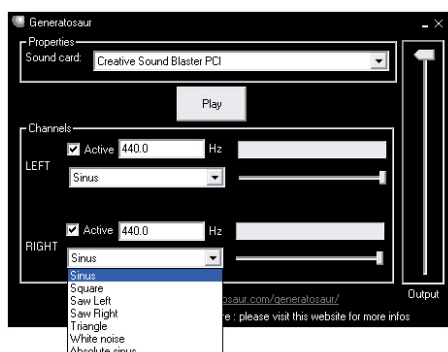 Generatosaur
Properties
Sound card: Creative Sound Blaster PCI
Play
Channels
Active 440.0 Hz
LEFT
Sinus
Active 440.0 Hz
RIGHT
Sinus
Sinus
Square
Saw Left
Saw Right
Triangle
White noise
Absolute sinus
osaur.com/generatosaur/
re : please visit this website for more infos
Output